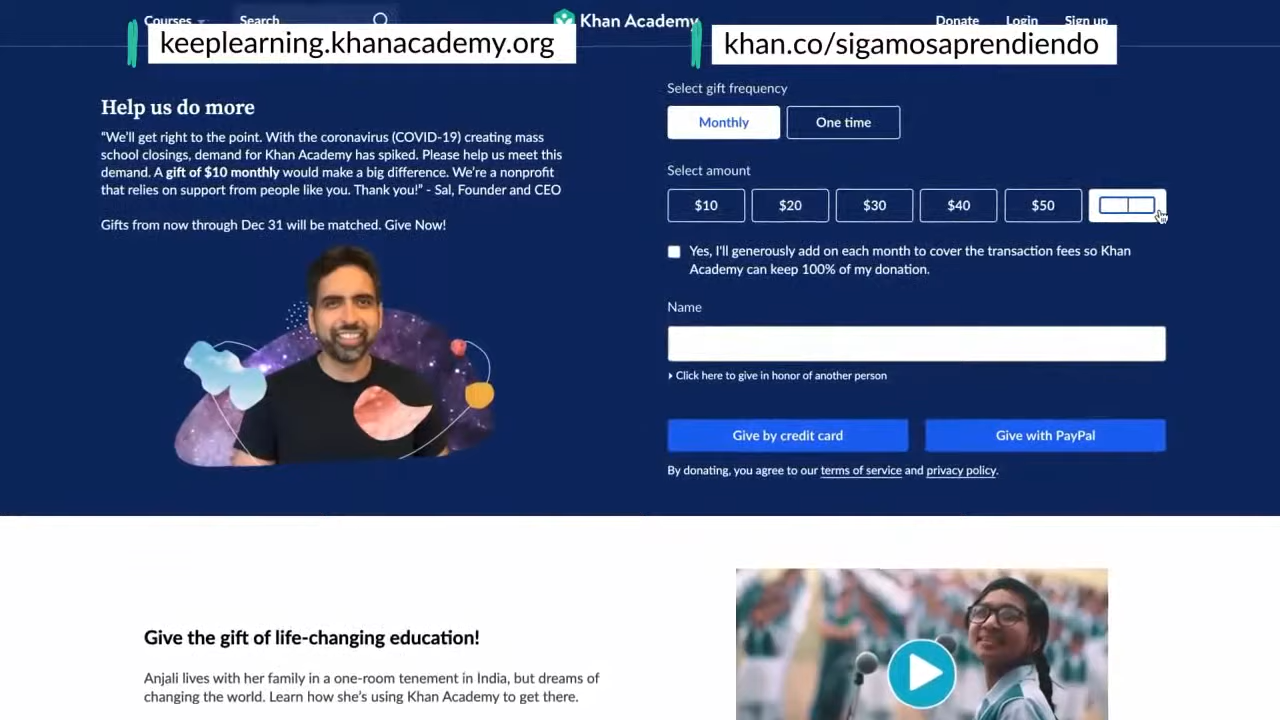 Courses
Search
Khan Academy
Donate
Login
Sign up
keeplearning.khanacademy.org
khan.co/sigamosaprendiendo
Help us do more
“We’ll get right to the point. With the coronavirus (COVID-19) creating mass
school closings, demand for Khan Academy has spiked. Please help us meet this
demand. A gift of $10 monthly would make a big difference. We’re a nonprofit
that relies on support from people like you. Thank you!” - Sal, Founder and CEO
Gifts from now through Dec 31 will be matched. Give Now!
Select gift frequency
Monthly
One time
Select amount
$10
$20
$30
$40
$50
Yes, I'll generously add on each month to cover the transaction fees so Khan
Academy can keep 100% of my donation.
Name
Click here to give in honor of another person
Give by credit card
Give with PayPal
By donating, you agree to our terms of service and privacy policy.
Give the gift of life-changing education!
Anjali lives with her family in a one-room tenement in India, but dreams of
changing the world. Learn how she’s using Khan Academy to get there.